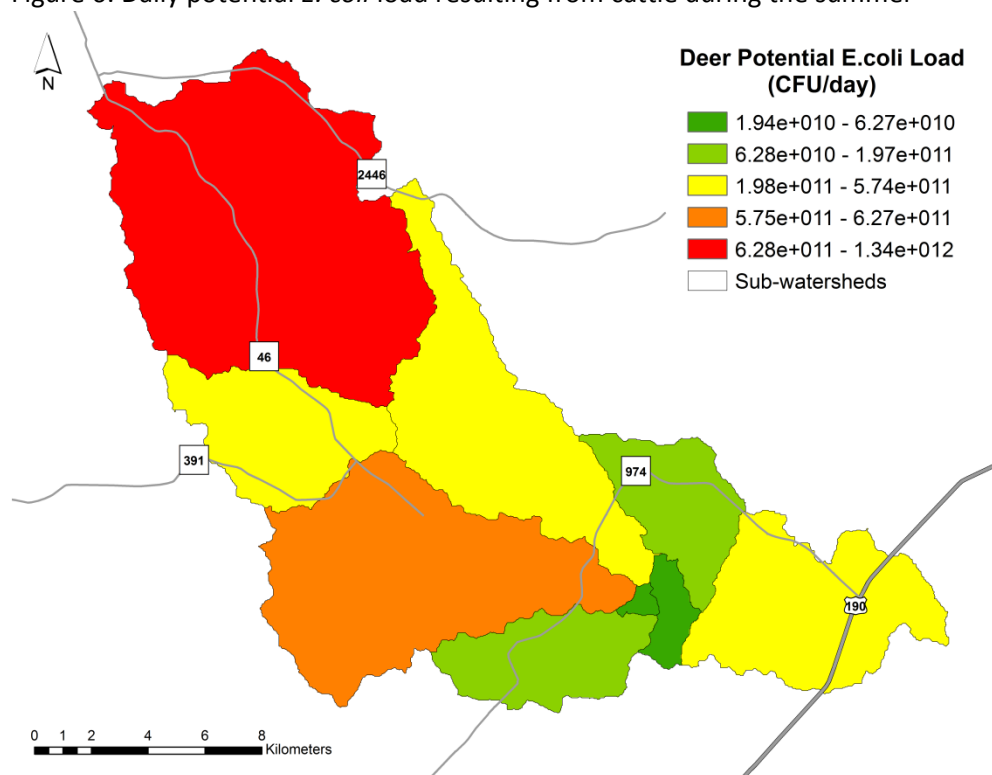 Figure 6. Daily potential E. coli load resulting from cattle during the summer
N
Deer Potential E.coli Load
(CFU/day)
1.94e+010 - 6.27e+010
6.28e+010 - 1.97e+011
1.98e+011 - 5.74e+011
5.75e+011 - 6.27e+011
6.28e+011 - 1.34e+012
Sub-watersheds
2446
46
391
974
190
0 1 2 4 6 8
Kilometers